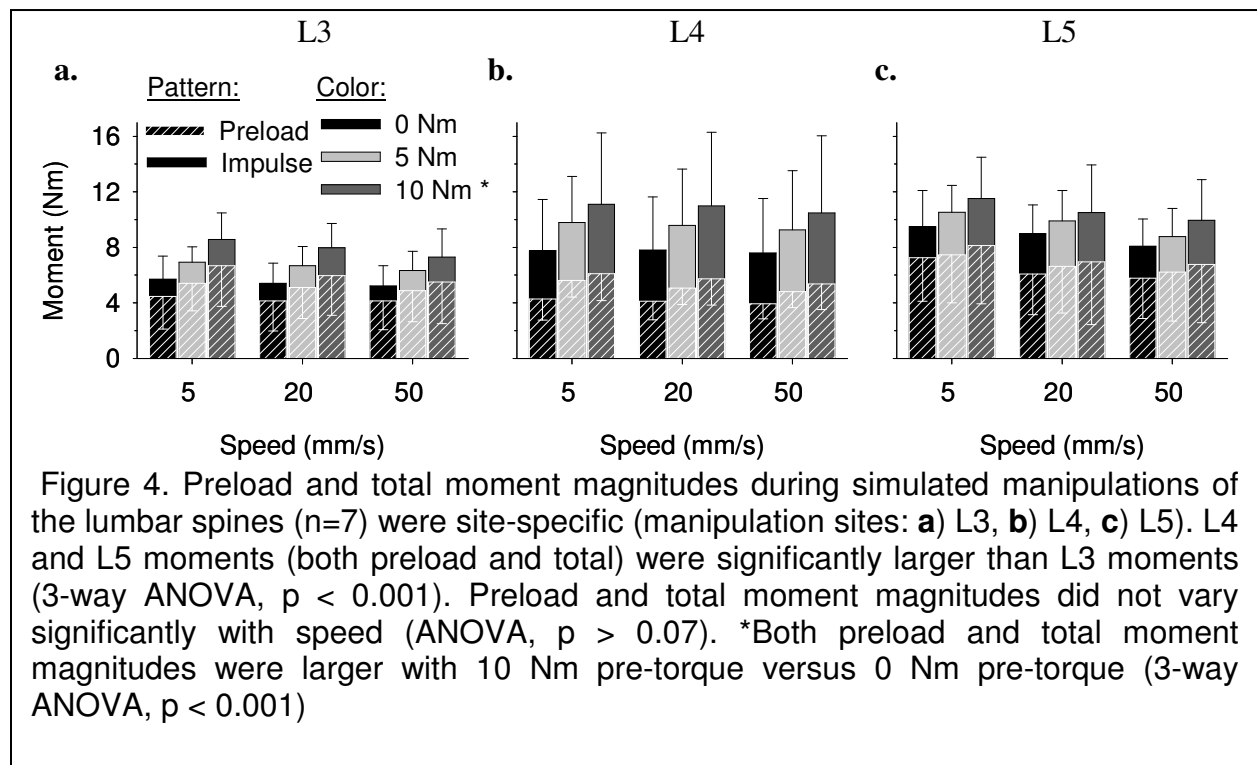 L3 L4 L5
a. b. c.
Pattern: Color:
Preload 0 Nm
Impulse 5 Nm
10 Nm *
Moment (Nm)
16
12
8
4
0
5 20 50 5 20 50 5 20 50
Speed (mm/s) Speed (mm/s) Speed (mm/s)
Figure 4. Preload and total moment magnitudes during simulated manipulations of
the lumbar spines (n=7) were site-specific (manipulation sites: a) L3, b) L4, c) L5). L4
and L5 moments (both preload and total) were significantly larger than L3 moments
(3-way ANOVA, p < 0.001). Preload and total moment magnitudes did not vary
significantly with speed (ANOVA, p > 0.07). *Both preload and total moment
magnitudes were larger with 10 Nm pre-torque versus 0 Nm pre-torque (3-way
ANOVA, p < 0.001)